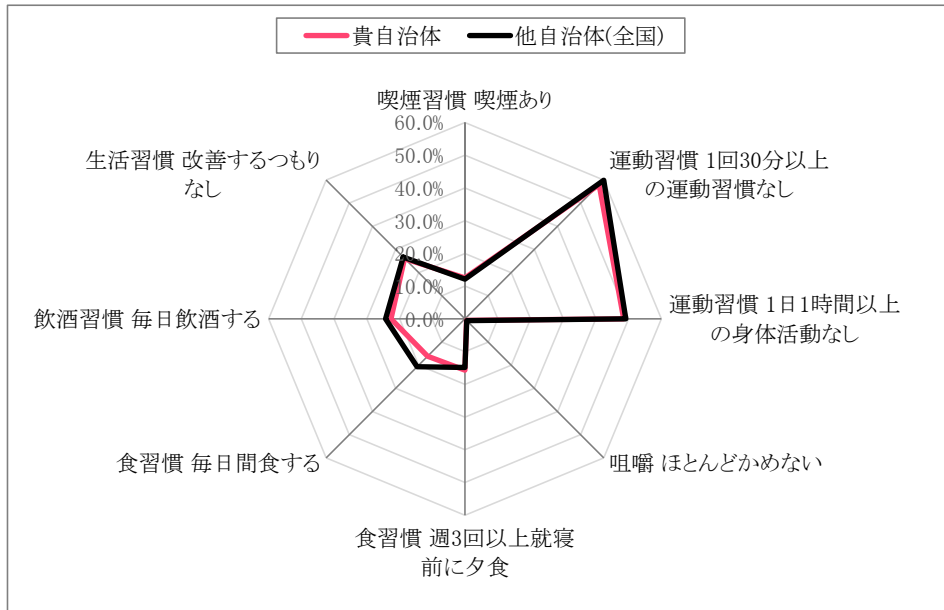 貴自治体 他自治体(全国)
喫煙習慣 喫煙あり
60.0%
50.0%
40.0%
30.0%
20.0%
10.0%
0.0%
運動習慣 1回30分以上
の運動習慣なし
運動習慣 1日1時間以上
の身体活動なし
咀嚼 ほとんどかめない
食習慣 週3回以上就寝
前に夕食
食習慣 毎日間食する
飲酒習慣 毎日飲酒する
生活習慣 改善するつもり
なし